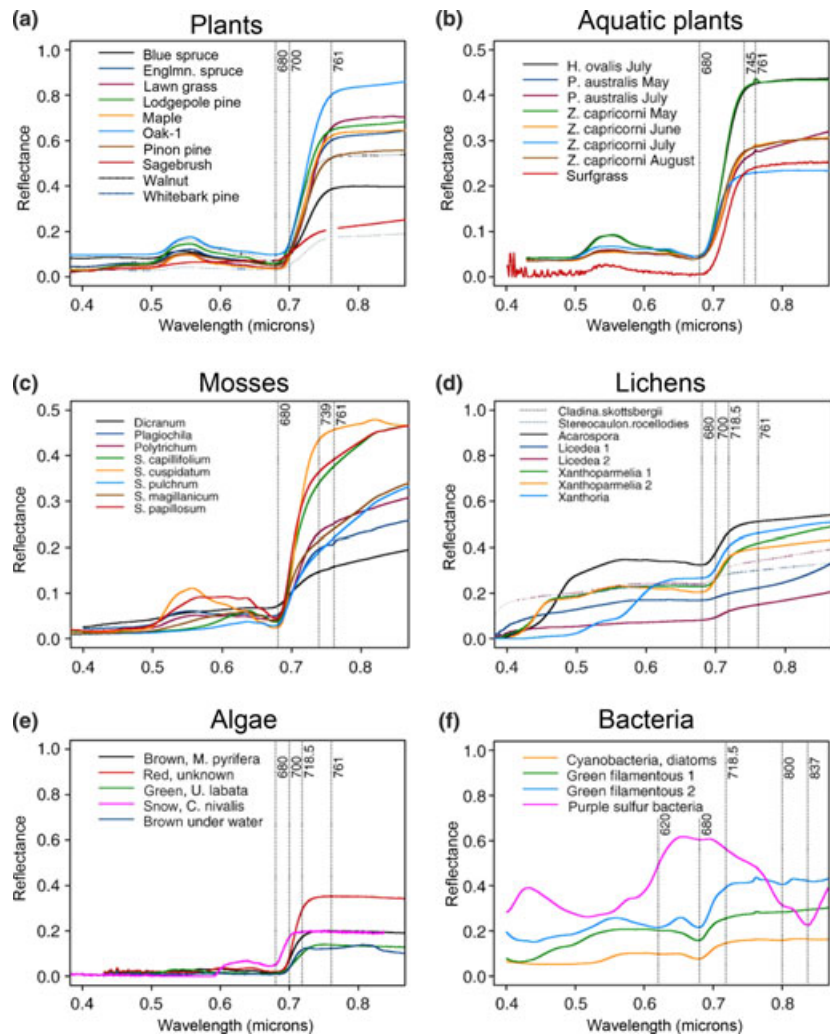 (a) Plants
Reflectance
1.0
0.8
0.6
0.4
0.2
0.0
Blue spruce
Englmn. spruce
Lawn grass
Lodgepole pine
Maple
Oak-1
Pinon pine
Sagebrush
Walnut
Whitebark pine
680
700
761
0.4 0.5 0.6 0.7 0.8
Wavelength (microns)
(b) Aquatic plants
Reflectance
0.5
0.4
0.3
0.2
0.1
0.0
H. ovalis July
P. australis May
P. australis July
Z. capricorni May
Z. capricorni June
Z. capricorni July
Z. capricorni August
Surfgrass
680
745
761
0.4 0.5 0.6 0.7 0.8
Wavelength (microns)
(c) Mosses
Reflectance
0.5
0.4
0.3
0.2
0.1
0.0
Dicranum
Plagiochila
Polytrichum
S. capillifolium
S. cuspidatum
S. pulchrum
S. magillanicum
S. papillosum
680
739
761
0.4 0.5 0.6 0.7 0.8
Wavelength (microns)
(d) Lichens
Reflectance
1.0
0.8
0.6
0.4
0.2
0.0
Cladina.skottsbergii
Stereocaulon.rocellodies
Acarospora
Licedea 1
Licedea 2
Xanthoparmelia 1
Xanthoparmelia 2
Xanthoria
680
700
718.5
761
0.4 0.5 0.6 0.7 0.8
Wavelength (microns)
(e) Algae
Reflectance
1.0
0.8
0.6
0.4
0.2
0.0
Brown, M. pyrifera
Red, unknown
Green, U. labata
Snow, C. nivalis
Brown under water
680
700
718.5
761
0.4 0.5 0.6 0.7 0.8
Wavelength (microns)
(f) Bacteria
Reflectance
1.0
0.8
0.6
0.4
0.2
0.0
Cyanobacteria, diatoms
Green filamentous 1
Green filamentous 2
Purple sulfur bacteria
620
680
718.5
800
837
0.4 0.5 0.6 0.7 0.8
Wavelength (microns)